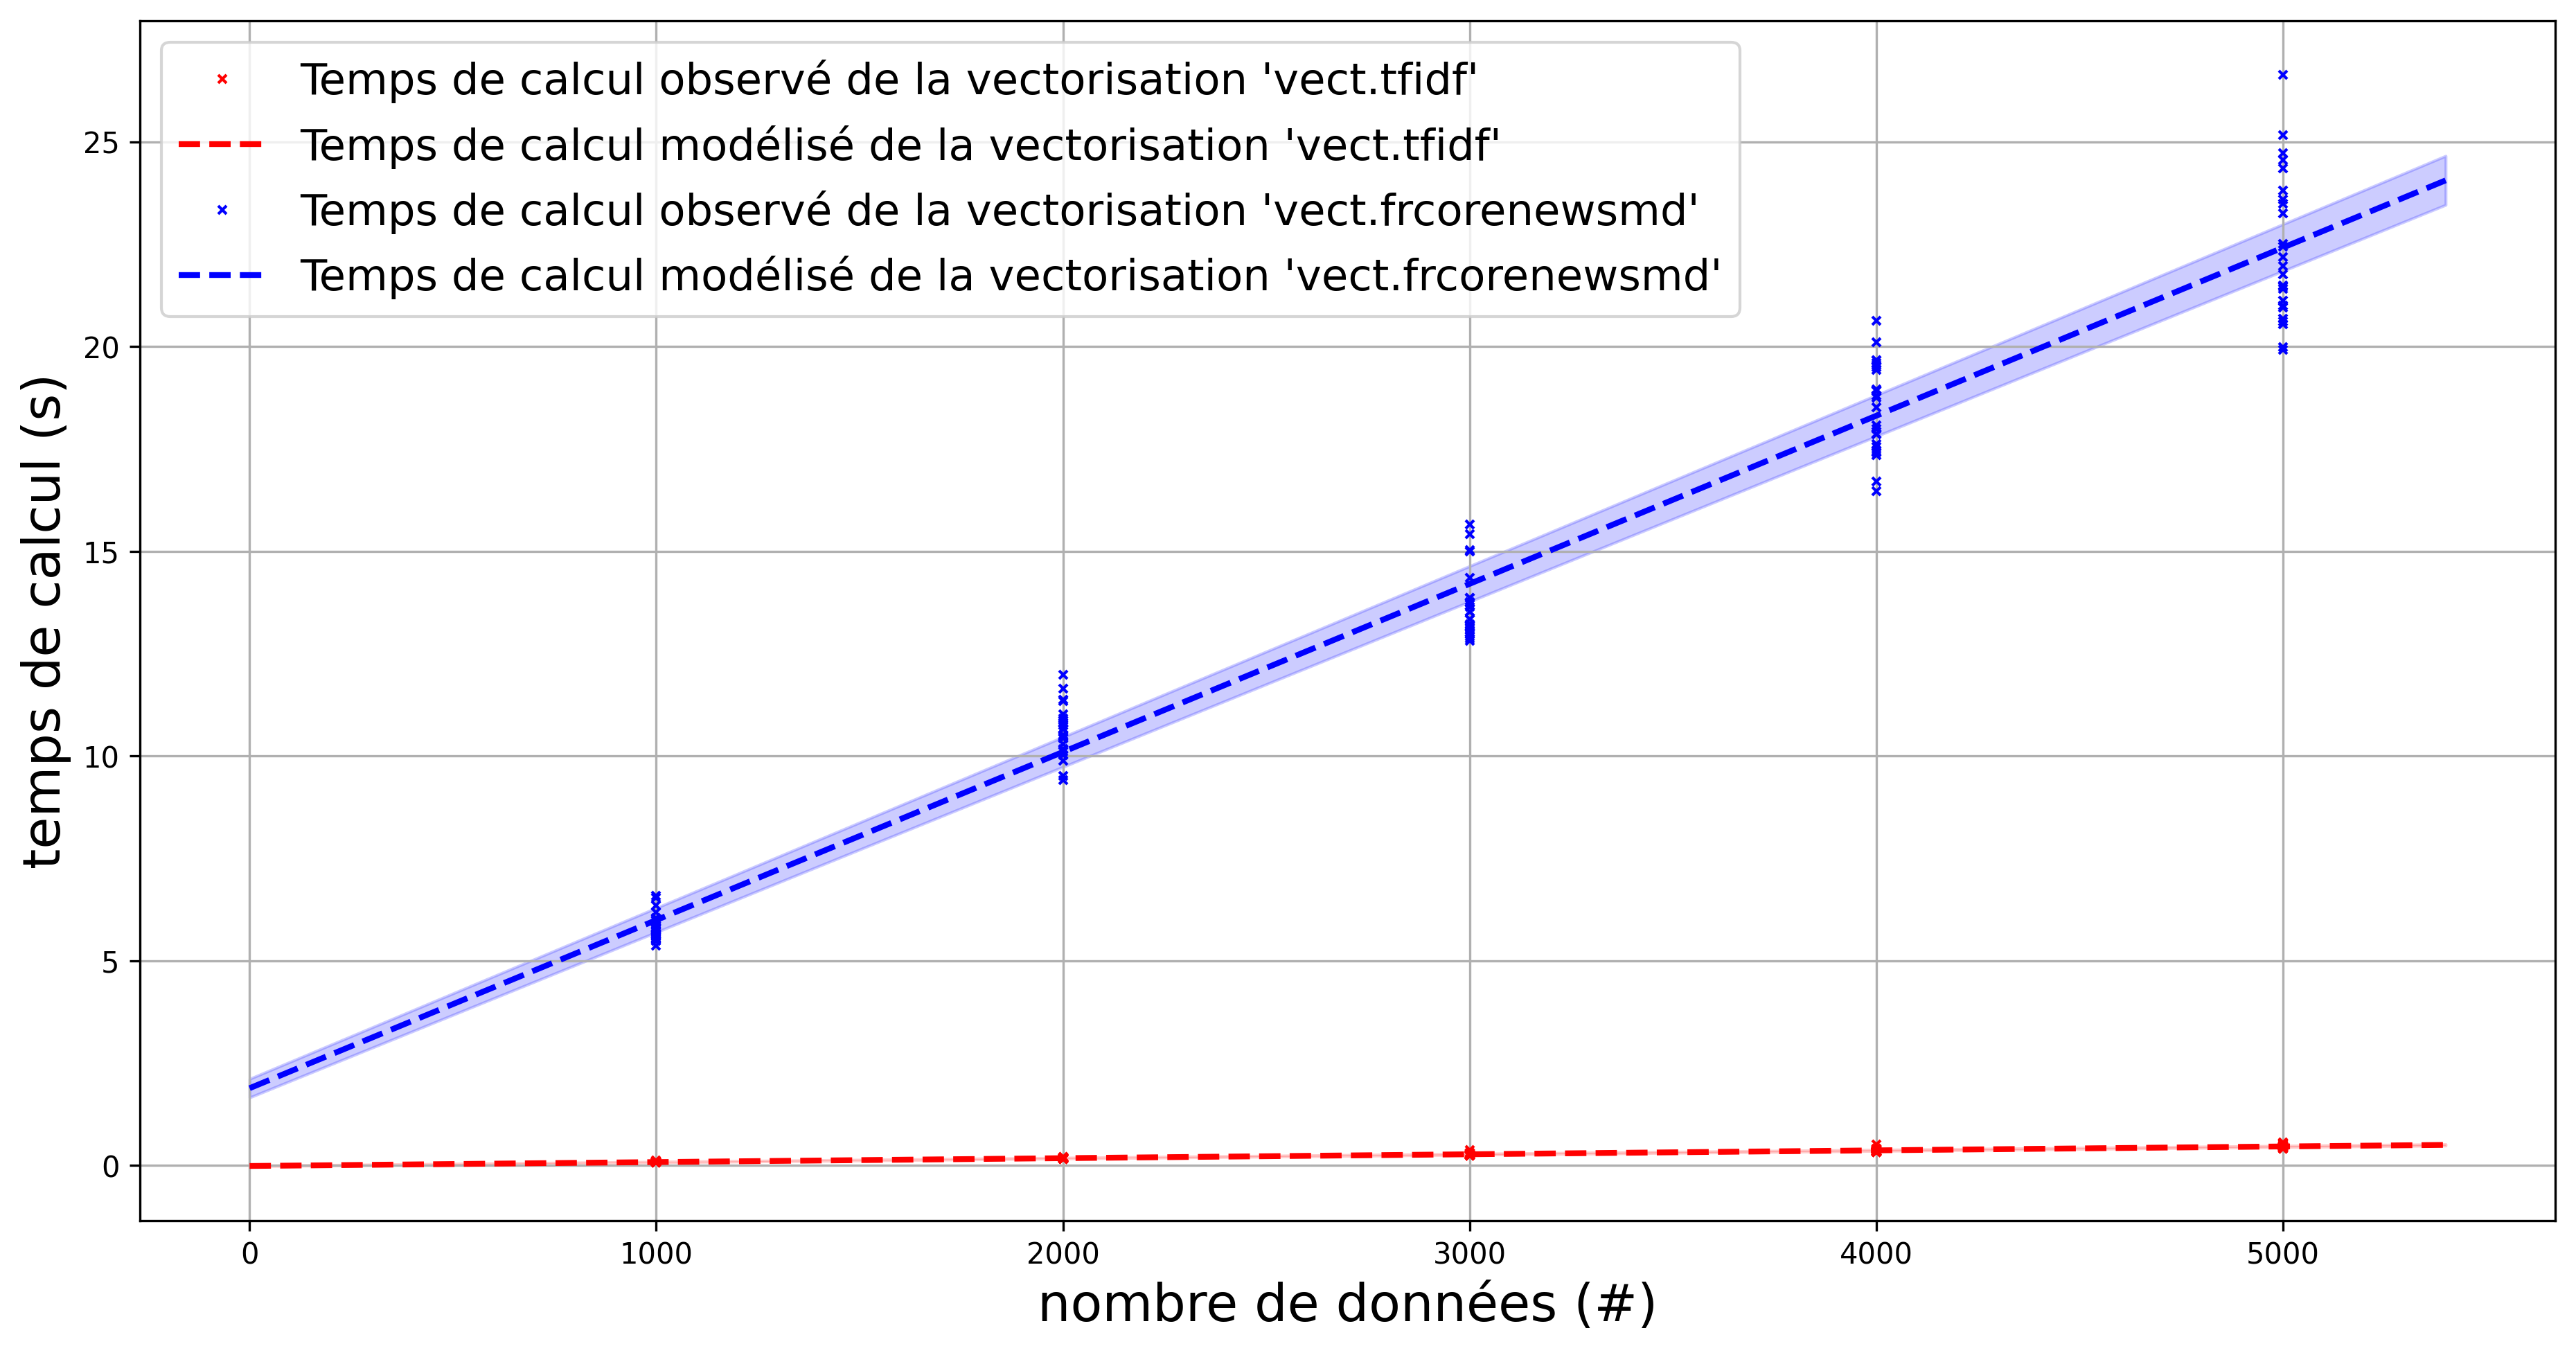 Temps de calcul observé de la vectorisation 'vect.tfidf'
Temps de calcul modélisé de la vectorisation 'vect.tfidf'
Temps de calcul observé de la vectorisation 'vect.frcorenewsmd'
Temps de calcul modélisé de la vectorisation 'vect.frcorenewsmd'
temps de calcul (s)
25
20
15
10
5
0
0 1000 2000 3000 4000 5000
nombre de données (#)